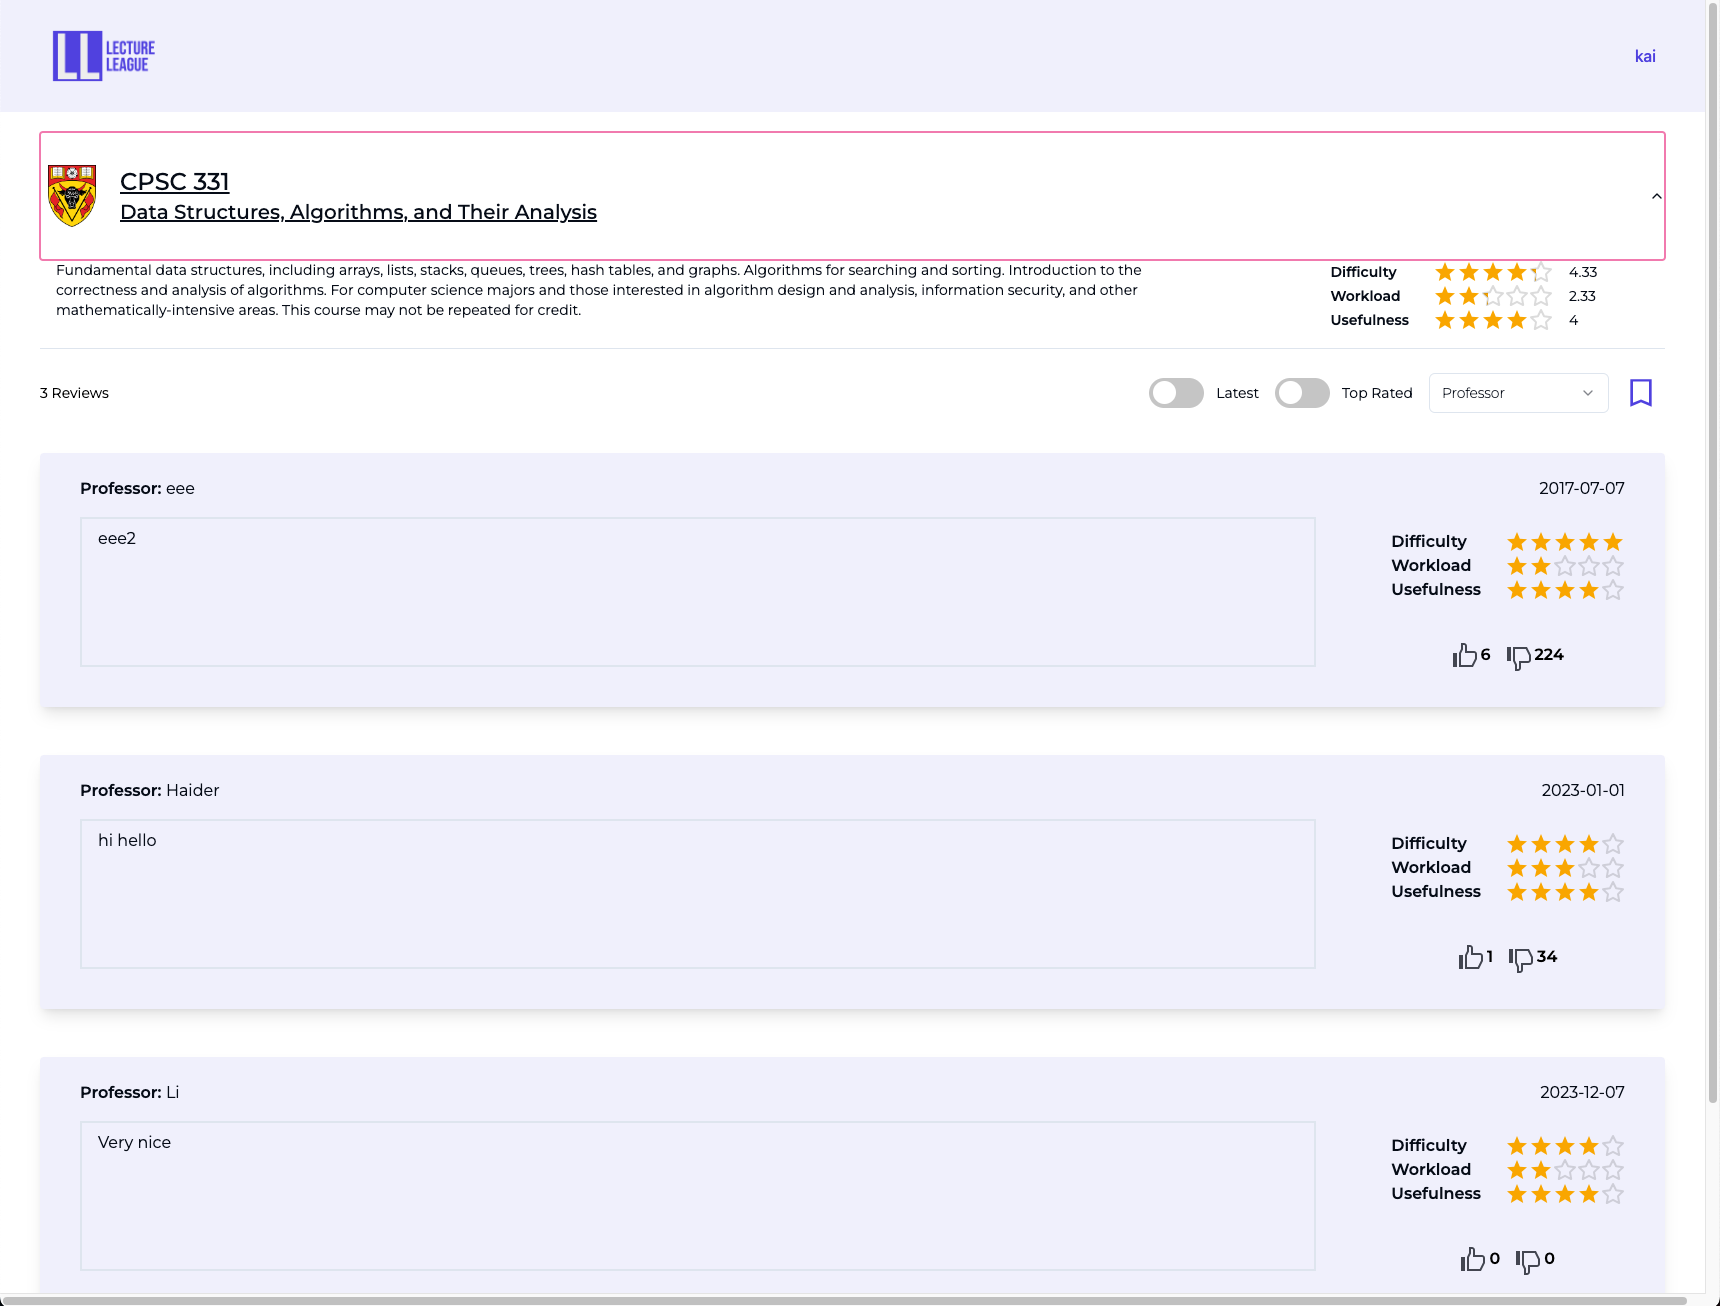 LL LECTURE
LEAGUE
kai
CPSC 331
Data Structures, Algorithms, and Their Analysis
Fundamental data structures, including arrays, lists, stacks, queues, trees, hash tables, and graphs. Algorithms for searching and sorting. Introduction to the
correctness and analysis of algorithms. For computer science majors and those interested in algorithm design and analysis, information security, and other
mathematically-intensive areas. This course may not be repeated for credit.
Difficulty 4.33
Workload 2.33
Usefulness 4
3 Reviews
Latest
Top Rated
Professor
Professor: eee
2017-07-07
eee2
Difficulty
Workload
Usefulness
6 224
Professor: Haider
2023-01-01
hi hello
Difficulty
Workload
Usefulness
1 34
Professor: Li
2023-12-07
Very nice
Difficulty
Workload
Usefulness
0 0